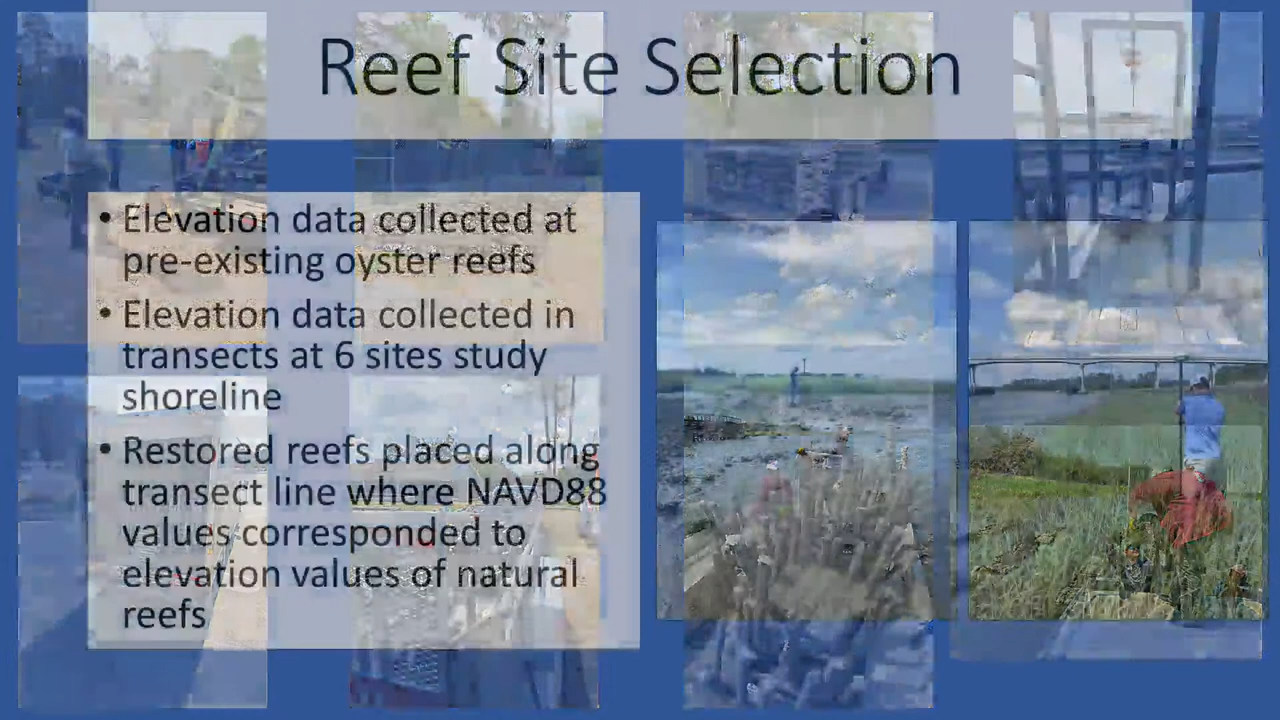 Reef Site Selection
• Elevation data collected at
pre-existing oyster reefs
• Elevation data collected in
transects at 6 sites study
shoreline
• Restored reefs placed along
transect line where NAVD88
values corresponded to
elevation values of natural
reefs